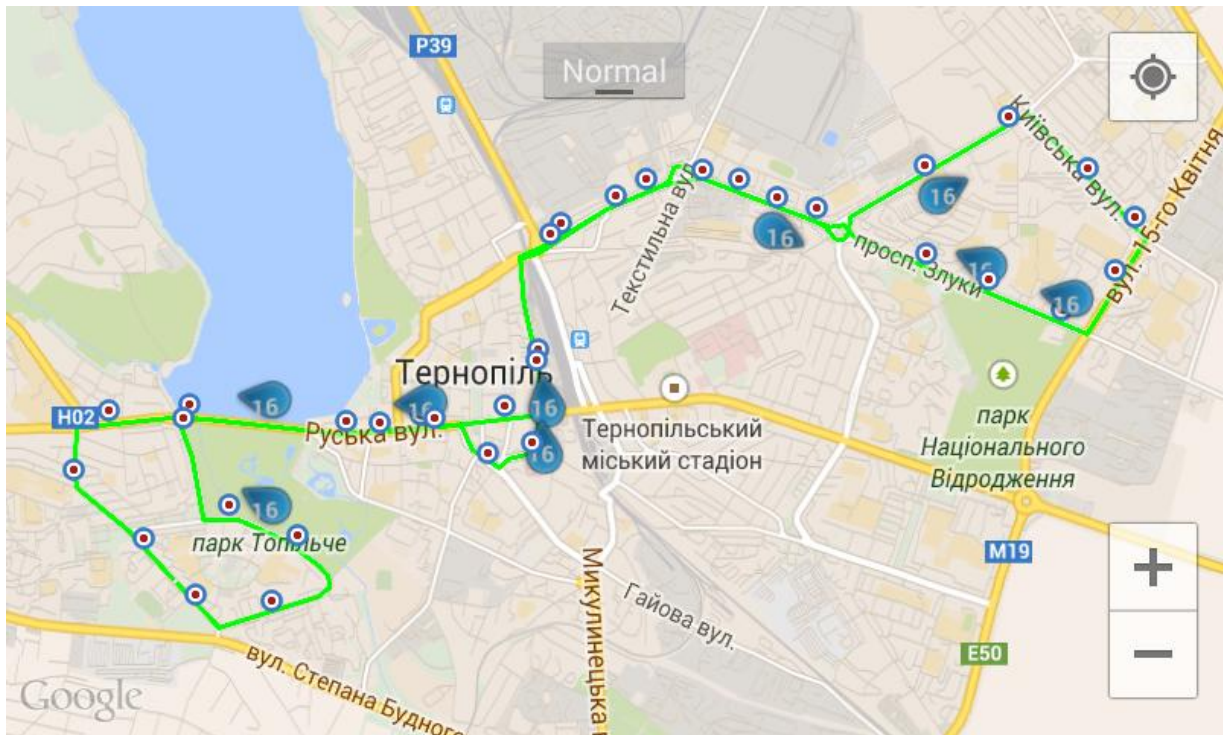 P39
Normal
Київська вул.
вул. 15-го Квітня
Текстильна вул.
16
16
просп. Злуки
16
16
Тернопіль
парк
Національного
Відродження
H02
16
16
16
Руська вул.
Тернопільський
міський стадіон
16
16
парк Топільче
M19
Микулинецька
Гайова вул.
E50
вул. Степана Будного
Google